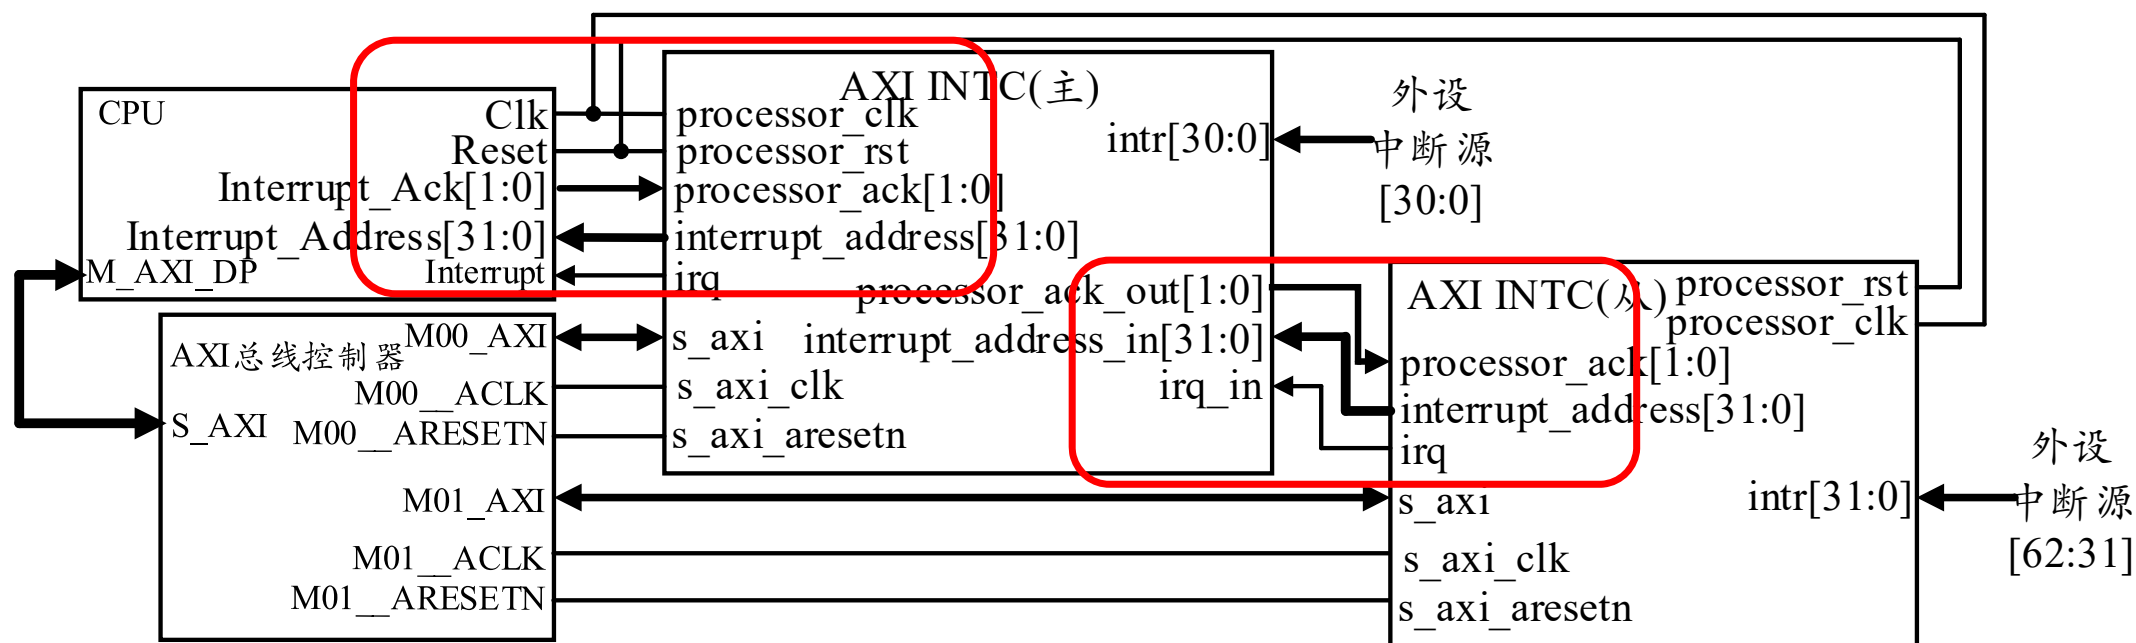 CPU
Clk
Reset
Interrupt_Ack[1:0]
Interrupt_Address[31:0]
M_AXI_DP
Interrupt
AXI INTC(主)
processor_clk
processor_rst
processor_ack[1:0]
interrupt_address[31:0]
irq
intr[30:0]
processor_ack_out[1:0]
s_axi
interrupt_address_in[31:0]
s_axi_clk
irq_in
s_axi_aresetn
外设
中断源
[30:0]
AXI总线控制器
M00_AXI
M00__ACLK
S_AXI
M00__ARESETN
M01_AXI
M01__ACLK
M01__ARESETN
AXI INTC(从)
processor_rst
processor_clk
processor_ack[1:0]
interrupt_address[31:0]
irq
s_axi
intr[31:0]
s_axi_clk
s_axi_aresetn
外设
中断源
[62:31]